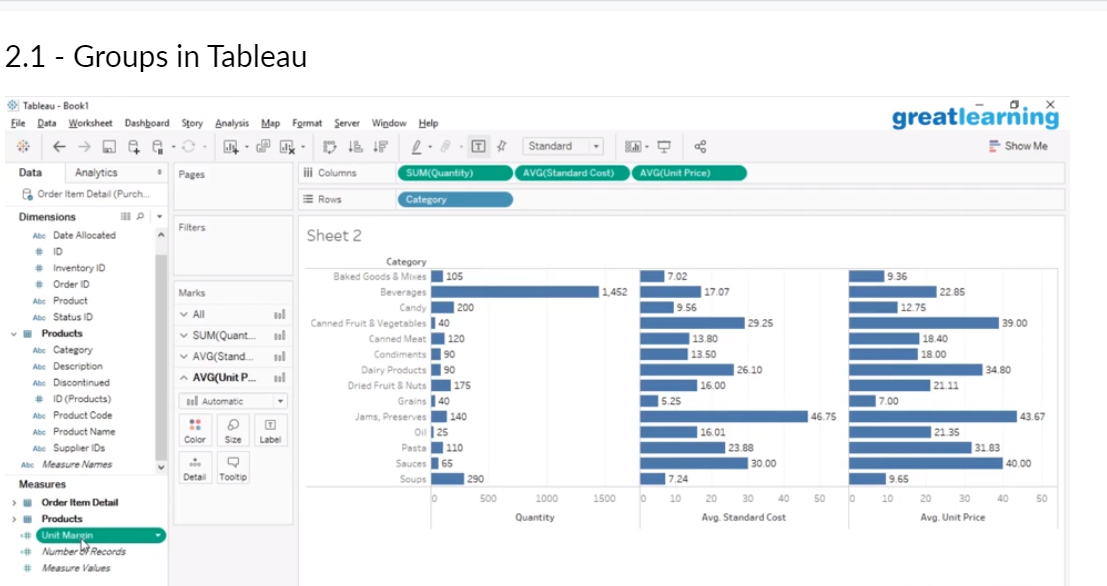 2.1 - Groups in Tableau
Tableau - Book1
greatlearning
File Data Worksheet Dashboard Story Analysis Map Format Server Window Help
Standard
Show Me
Data Analytics
Pages
Columns SUM(Quantity) AVG(Standard Cost) AVG(Unit Price)
Order Item Detail (Purch...
Rows Category
Dimensions
Filters
Abc Date Allocated
# ID
# Inventory ID
# Order ID
Abc Product
Abc Status ID
Products
Abc Category
Abc Description
Abc Discontinued
# ID (Products)
Abc Product Code
Abc Product Name
Abc Supplier IDs
Abc Measure Names
Measures
Order Item Detail
Products
=# Unit Margin
=# Number of Records
# Measure Values
Marks
All
SUM(Quant...
AVG(Stand...
AVG(Unit P...
Automatic
Color Size Label
Detail Tooltip
Sheet 2
Category
Baked Goods & Mixes 105 7.02 9.36
Beverages 1,452 17.07 22.85
Candy 200 9.56 12.75
Canned Fruit & Vegetables 40 29.25 39.00
Canned Meat 120 13.80 18.40
Condiments 90 13.50 18.00
Dairy Products 90 26.10 34.80
Dried Fruit & Nuts 175 16.00 21.11
Grains 40 5.25 7.00
Jams, Preserves 140 46.75 43.67
Oil 25 16.01 21.35
Pasta 110 23.88 31.83
Sauces 65 30.00 40.00
Soups 290 7.24 9.65
0 500 1000 1500 0 10 20 30 40 50 0 10 20 30 40 50
Quantity Avg. Standard Cost Avg. Unit Price